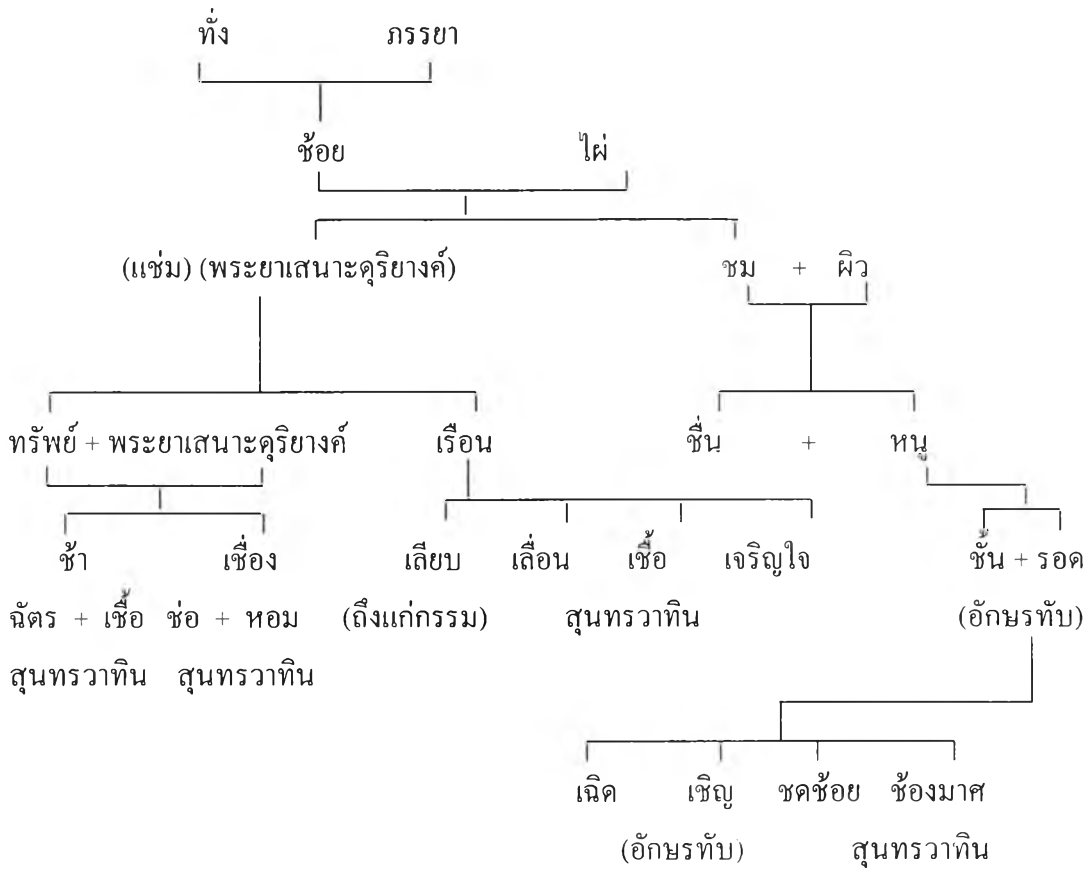 ทั่ง ภรรยา
ช้อย ไผ่
(แช่ม) (พระยาเสนาะดุริยางค์) ชม + ผิว
ทรัพย์ + พระยาเสนาะดุริยางค์ เรือน ชื่น + หนู
ช้า เชื่อง เลียบ เลื่อน เชื้อ เจริญใจ ชั้น + รอด
ฉัตร + เชื้อ ช่อ + หอม (ถึงแก่กรรม) สุนทรวาทิน (อักษรทับ)
สุนทรวาทิน สุนทรวาทิน
เฉิด เชิญ ชดช้อย ช้องมาศ
(อักษรทับ) สุนทรวาทิน